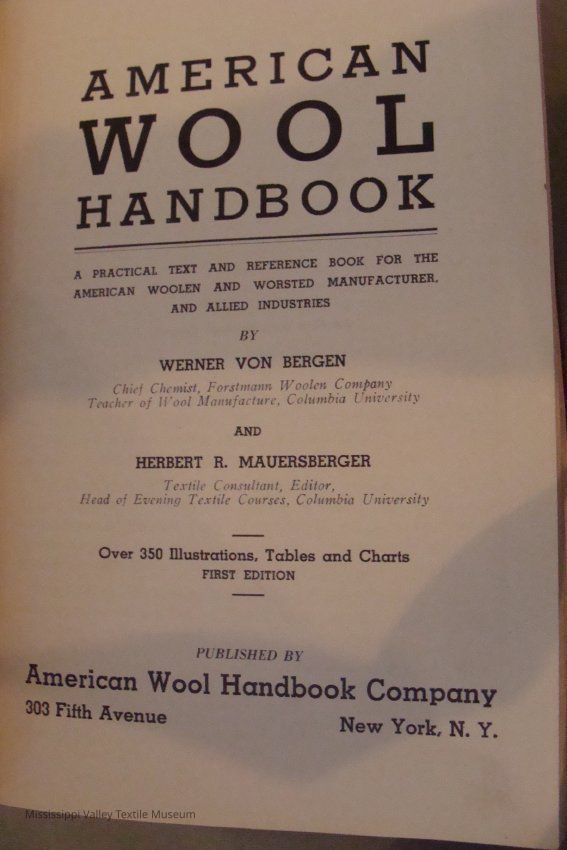 AMERICAN
WOOL
HANDBOOK
A PRACTICAL TEXT AND REFERENCE BOOK FOR THE
AMERICAN WOOLEN AND WORSTED MANUFACTURER,
AND ALLIED INDUSTRIES
BY
WERNER VON BERGEN
Chief Chemist, Forstmann Woolen Company
Teacher of Wool Manufacture, Columbia University
AND
HERBERT R. MAUERSBERGER
Textile Consultant, Editor,
Head of Evening Textile Courses, Columbia University
Over 350 Illustrations, Tables and Charts
FIRST EDITION
PUBLISHED BY
American Wool Handbook Company
303 Fifth Avenue
New York, N. Y.
Mississippi Valley Textile Museum